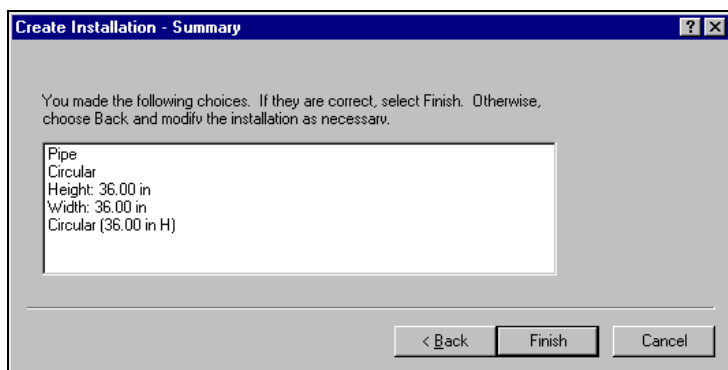 Create Installation - Summary
You made the following choices. If they are correct, select Finish. Otherwise,
choose Back and modify the installation as necessary.
Pipe
Circular
Height: 36.00 in
Width: 36.00 in
Circular (36.00 in H)
< Back
Finish
Cancel